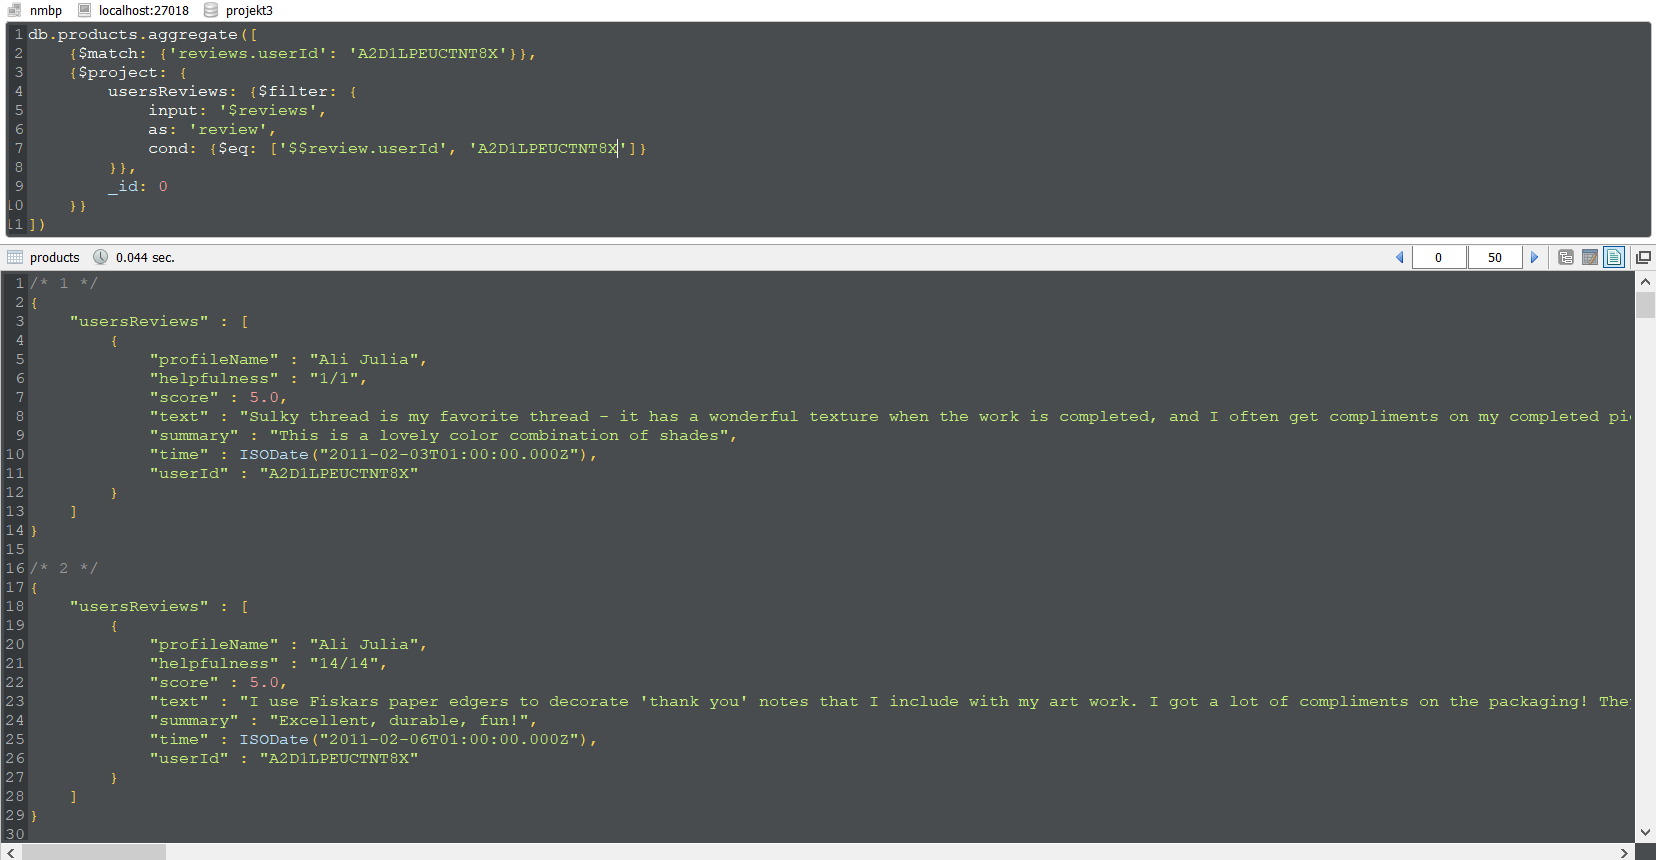 nmbp localhost:27018 projekt3
1 db.products.aggregate([
2     {$match: {'reviews.userId': 'A2D1LPEUCTNT8X'}},
3     {$project: {
4         usersReviews: {$filter: {
5             input: '$reviews',
6             as: 'review',
7             cond: {$eq: ['$$review.userId', 'A2D1LPEUCTNT8X']}
8         }},
9         _id: 0
10     }}
11 ])
products 0.044 sec. 0 50
1 /* 1 */
2 {
3     "usersReviews" : [
4         {
5             "profileName" : "Ali Julia",
6             "helpfulness" : "1/1",
7             "score" : 5.0,
8             "text" : "Sulky thread is my favorite thread - it has a wonderful texture when the work is completed, and I often get compliments on my completed
9             "summary" : "This is a lovely color combination of shades",
10             "time" : ISODate("2011-02-03T01:00:00.000Z"),
11             "userId" : "A2D1LPEUCTNT8X"
12         }
13     ]
14 }
15
16 /* 2 */
17 {
18     "usersReviews" : [
19         {
20             "profileName" : "Ali Julia",
21             "helpfulness" : "14/14",
22             "score" : 5.0,
23             "text" : "I use Fiskars paper edgers to decorate 'thank you' notes that I include with my art work. I got a lot of compliments on the packaging!
24             "summary" : "Excellent, durable, fun!",
25             "time" : ISODate("2011-02-06T01:00:00.000Z"),
26             "userId" : "A2D1LPEUCTNT8X"
27         }
28     ]
29 }
30